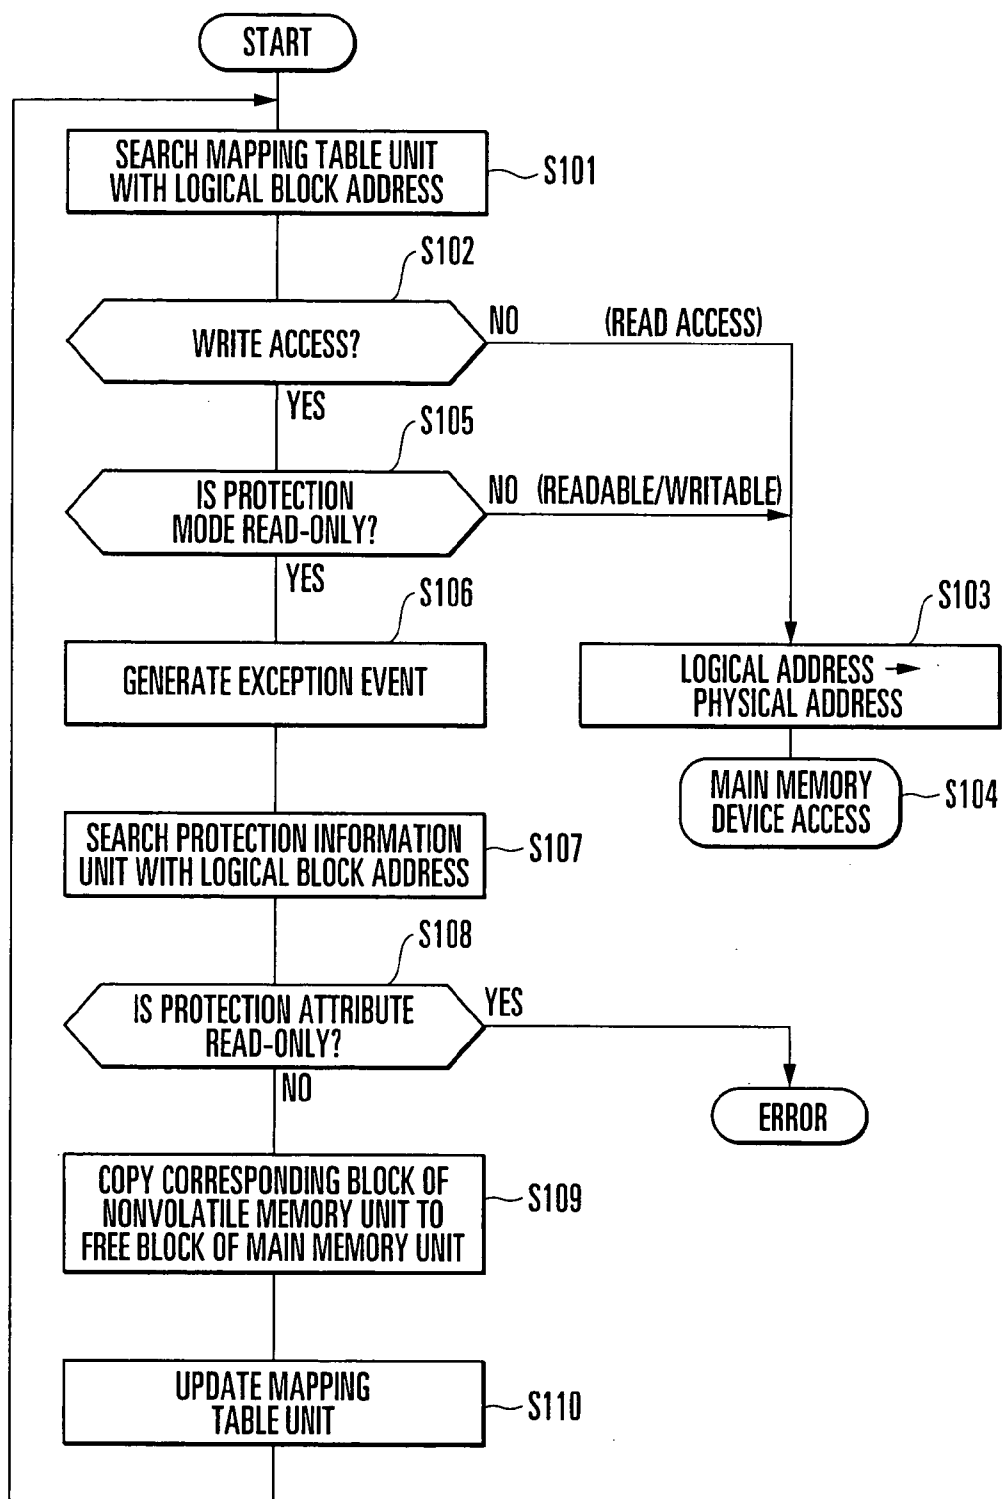 START
SEARCH MAPPING TABLE UNIT
WITH LOGICAL BLOCK ADDRESS
S101
S102
WRITE ACCESS?
NO (READ ACCESS)
YES
S105
IS PROTECTION
MODE READ-ONLY?
NO (READABLE/WRITABLE)
YES
S106
GENERATE EXCEPTION EVENT
S103
LOGICAL ADDRESS →
PHYSICAL ADDRESS
MAIN MEMORY
DEVICE ACCESS
S104
SEARCH PROTECTION INFORMATION
UNIT WITH LOGICAL BLOCK ADDRESS
S107
S108
IS PROTECTION ATTRIBUTE
READ-ONLY?
YES
NO
ERROR
COPY CORRESPONDING BLOCK OF
NONVOLATILE MEMORY UNIT TO
FREE BLOCK OF MAIN MEMORY UNIT
S109
UPDATE MAPPING
TABLE UNIT
S110